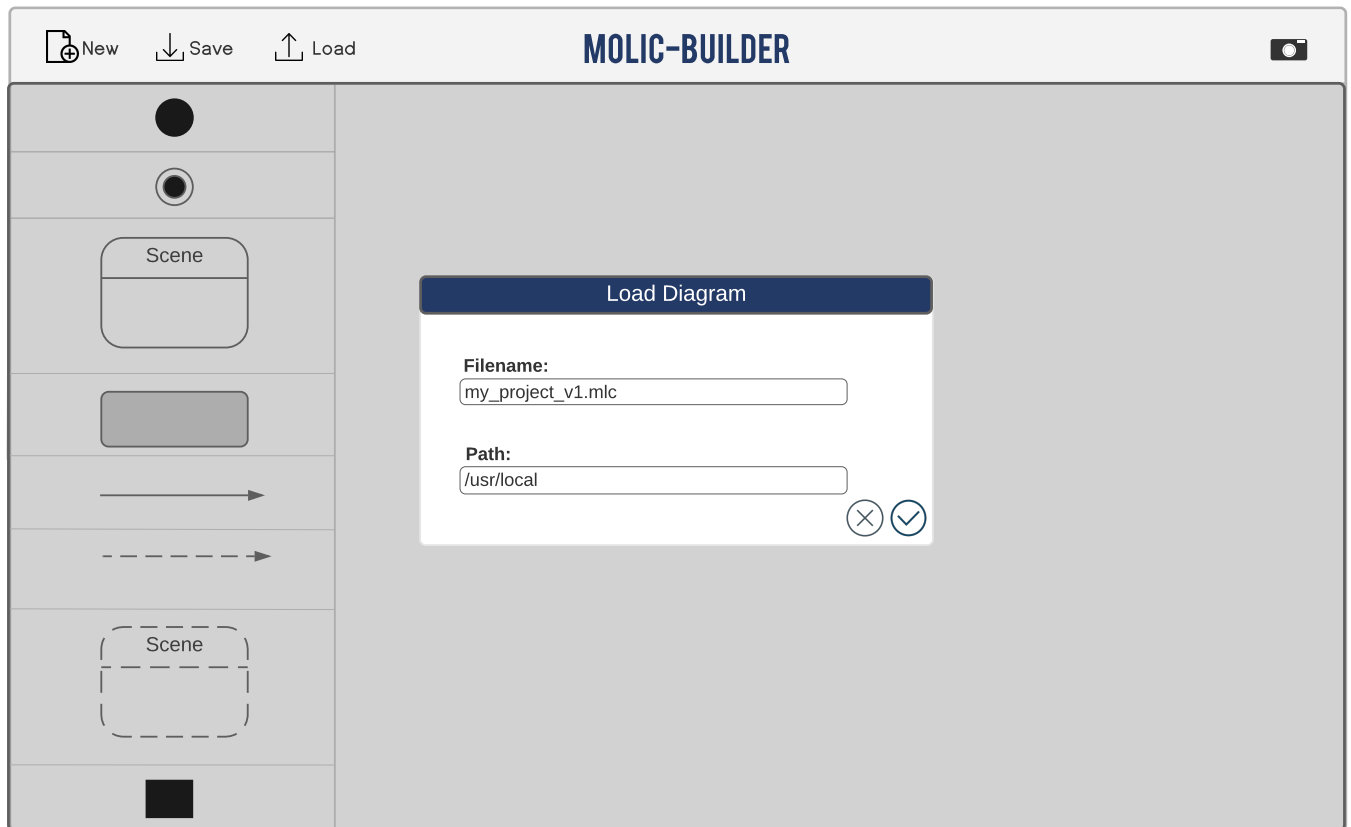 New
Save
Load
MOLIC-BUILDER
Scene
Load Diagram
Filename:
my_project_v1.mlc
Path:
/usr/local
Scene